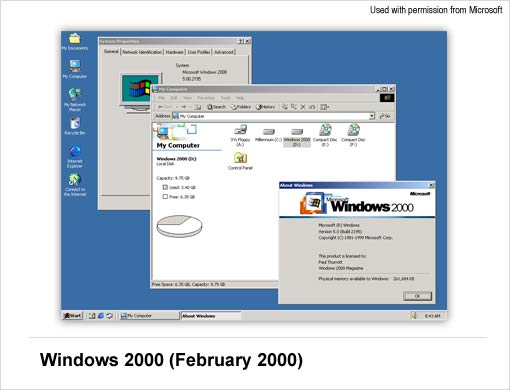 Used with permission from Microsoft
My Documents
My Computer
My Network
Places
Recycle Bin
Internet
Explorer
Connect to
the Internet
System Properties
General Network Identification Hardware User Profiles Advanced
System:
Microsoft Windows 2000
5.00.2195
My Computer
File Edit View Favorites Tools Help
Back Search Folders History
Address My Computer Go
My Computer
Windows 2000 (D:)
Local Disk
Capacity: 9.75 GB
Used: 3.40 GB
Free: 6.35 GB
3½ Floppy
(A:)
Millennium (C:)
Windows 2000
(D:)
Compact Disc
(E:)
Compact Disc
(F:)
Control Panel
Free Space: 6.35 GB, Capacity: 9.75 GB
About Windows
Microsoft
Microsoft
Windows 2000
Microsoft (R) Windows
Version 5.0 (Build 2195)
Copyright (C) 1981-1999 Microsoft Corp.
This product is licensed to:
Paul Thurrott
Windows 2000 Magazine
Physical memory available to Windows: 261,684 KB
OK
Start
My Computer
About Windows
8:43 AM
Windows 2000 (February 2000)